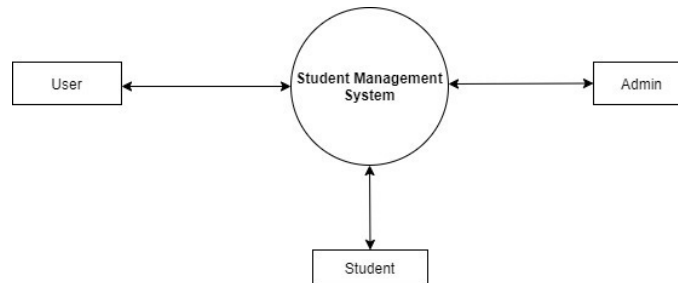 Student Management
System
User
Admin
Student